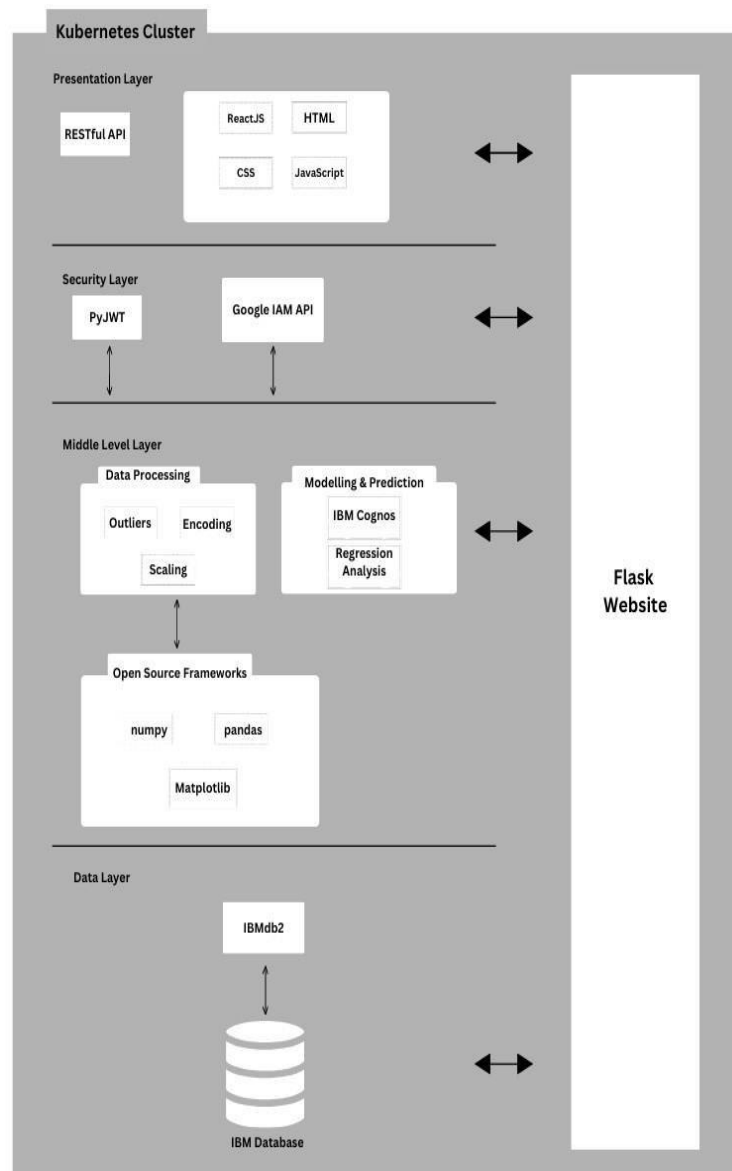 Kubernetes Cluster
Presentation Layer
RESTful API
ReactJS
HTML
CSS
JavaScript
Security Layer
PyJWT
Google IAM API
Middle Level Layer
Data Processing
Outliers
Encoding
Scaling
Modelling & Prediction
IBM Cognos
Regression
Analysis
Open Source Frameworks
numpy
pandas
Matplotlib
Data Layer
IBMdb2
IBM Database
Flask
Website